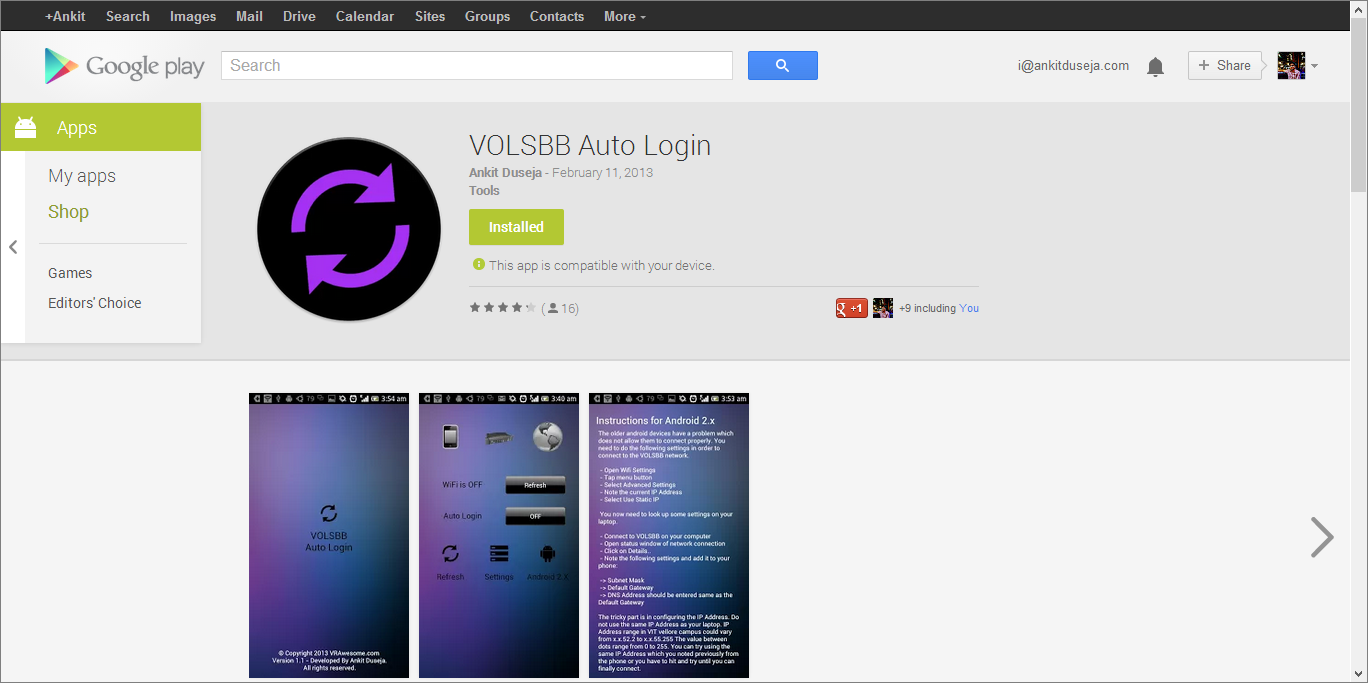 +Ankit Search Images Mail Drive Calendar Sites Groups Contacts More
Google play Search i@ankitduseja.com + Share
Apps
My apps
Shop
Games
Editors' Choice
VOLSBB Auto Login
Ankit Duseja - February 11, 2013
Tools
Installed
This app is compatible with your device.
(16)
g +1 +9 including You
79 3:54 am
VOLSBB
Auto Login
© Copyright 2013 VRAwesome.com
Version 1.1 - Developed By Ankit Duseja.
All rights reserved.
79 3:40 am
WiFi is OFF Refresh
Auto Login OFF
Refresh Settings Android 2.X
79 3:53 am
Instructions for Android 2.x
The older android devices have a problem which
does not allow them to connect properly. You
need to do the following settings in order to
connect to the VOLSBB network.
- Open Wifi Settings
- Tap menu button
- Select Advanced Settings
- Note the current IP Address
- Select Use Static IP
You now need to look up some settings on your
laptop.
- Connect to VOLSBB on your computer
- Open status window of network connection
- Click on Details..
- Note the following settings and add it to your
phone:
-> Subnet Mask
-> Default Gateway
-> DNS Address should be entered same as the
Default Gateway
The tricky part is in configuring the IP Address. Do
not use the same IP Address as your laptop. IP
Address range in VIT vellore campus could vary
from x.x.52.2 to x.x.55.255 The value between
dots range from 0 to 255. You can try using the
same IP Address which you noted previously from
the phone or you have to hit and try until you can
finally connect.